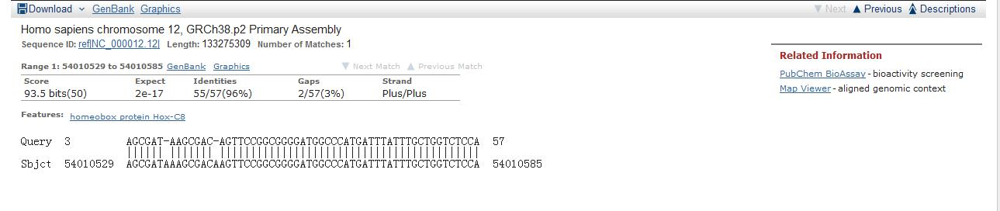 Download GenBank Graphics Next Previous Descriptions
Homo sapiens chromosome 12, GRCh38.p2 Primary Assembly
Sequence ID: ref|NC_000012.12| Length: 133275309 Number of Matches: 1
Related Information
Range 1: 54010529 to 54010585 GenBank Graphics Next Match Previous Match
PubChem BioAssay - bioactivity screening
Score Expect Identities Gaps Strand
Map Viewer - aligned genomic context
93.5 bits(50) 2e-17 55/57(96%) 2/57(3%) Plus/Plus
Features: homeobox protein Hox-C8
Query 3 AGCGAT-AAGCGAC-AGTTCCGGCGGGGATGGCCCATGATTTATTTGCTGGTCTCCA 57
Sbjct 54010529 AGCGATAAAGCGACAAGTTCCGGCGGGGATGGCCCATGATTTATTTGCTGGTCTCCA 54010585